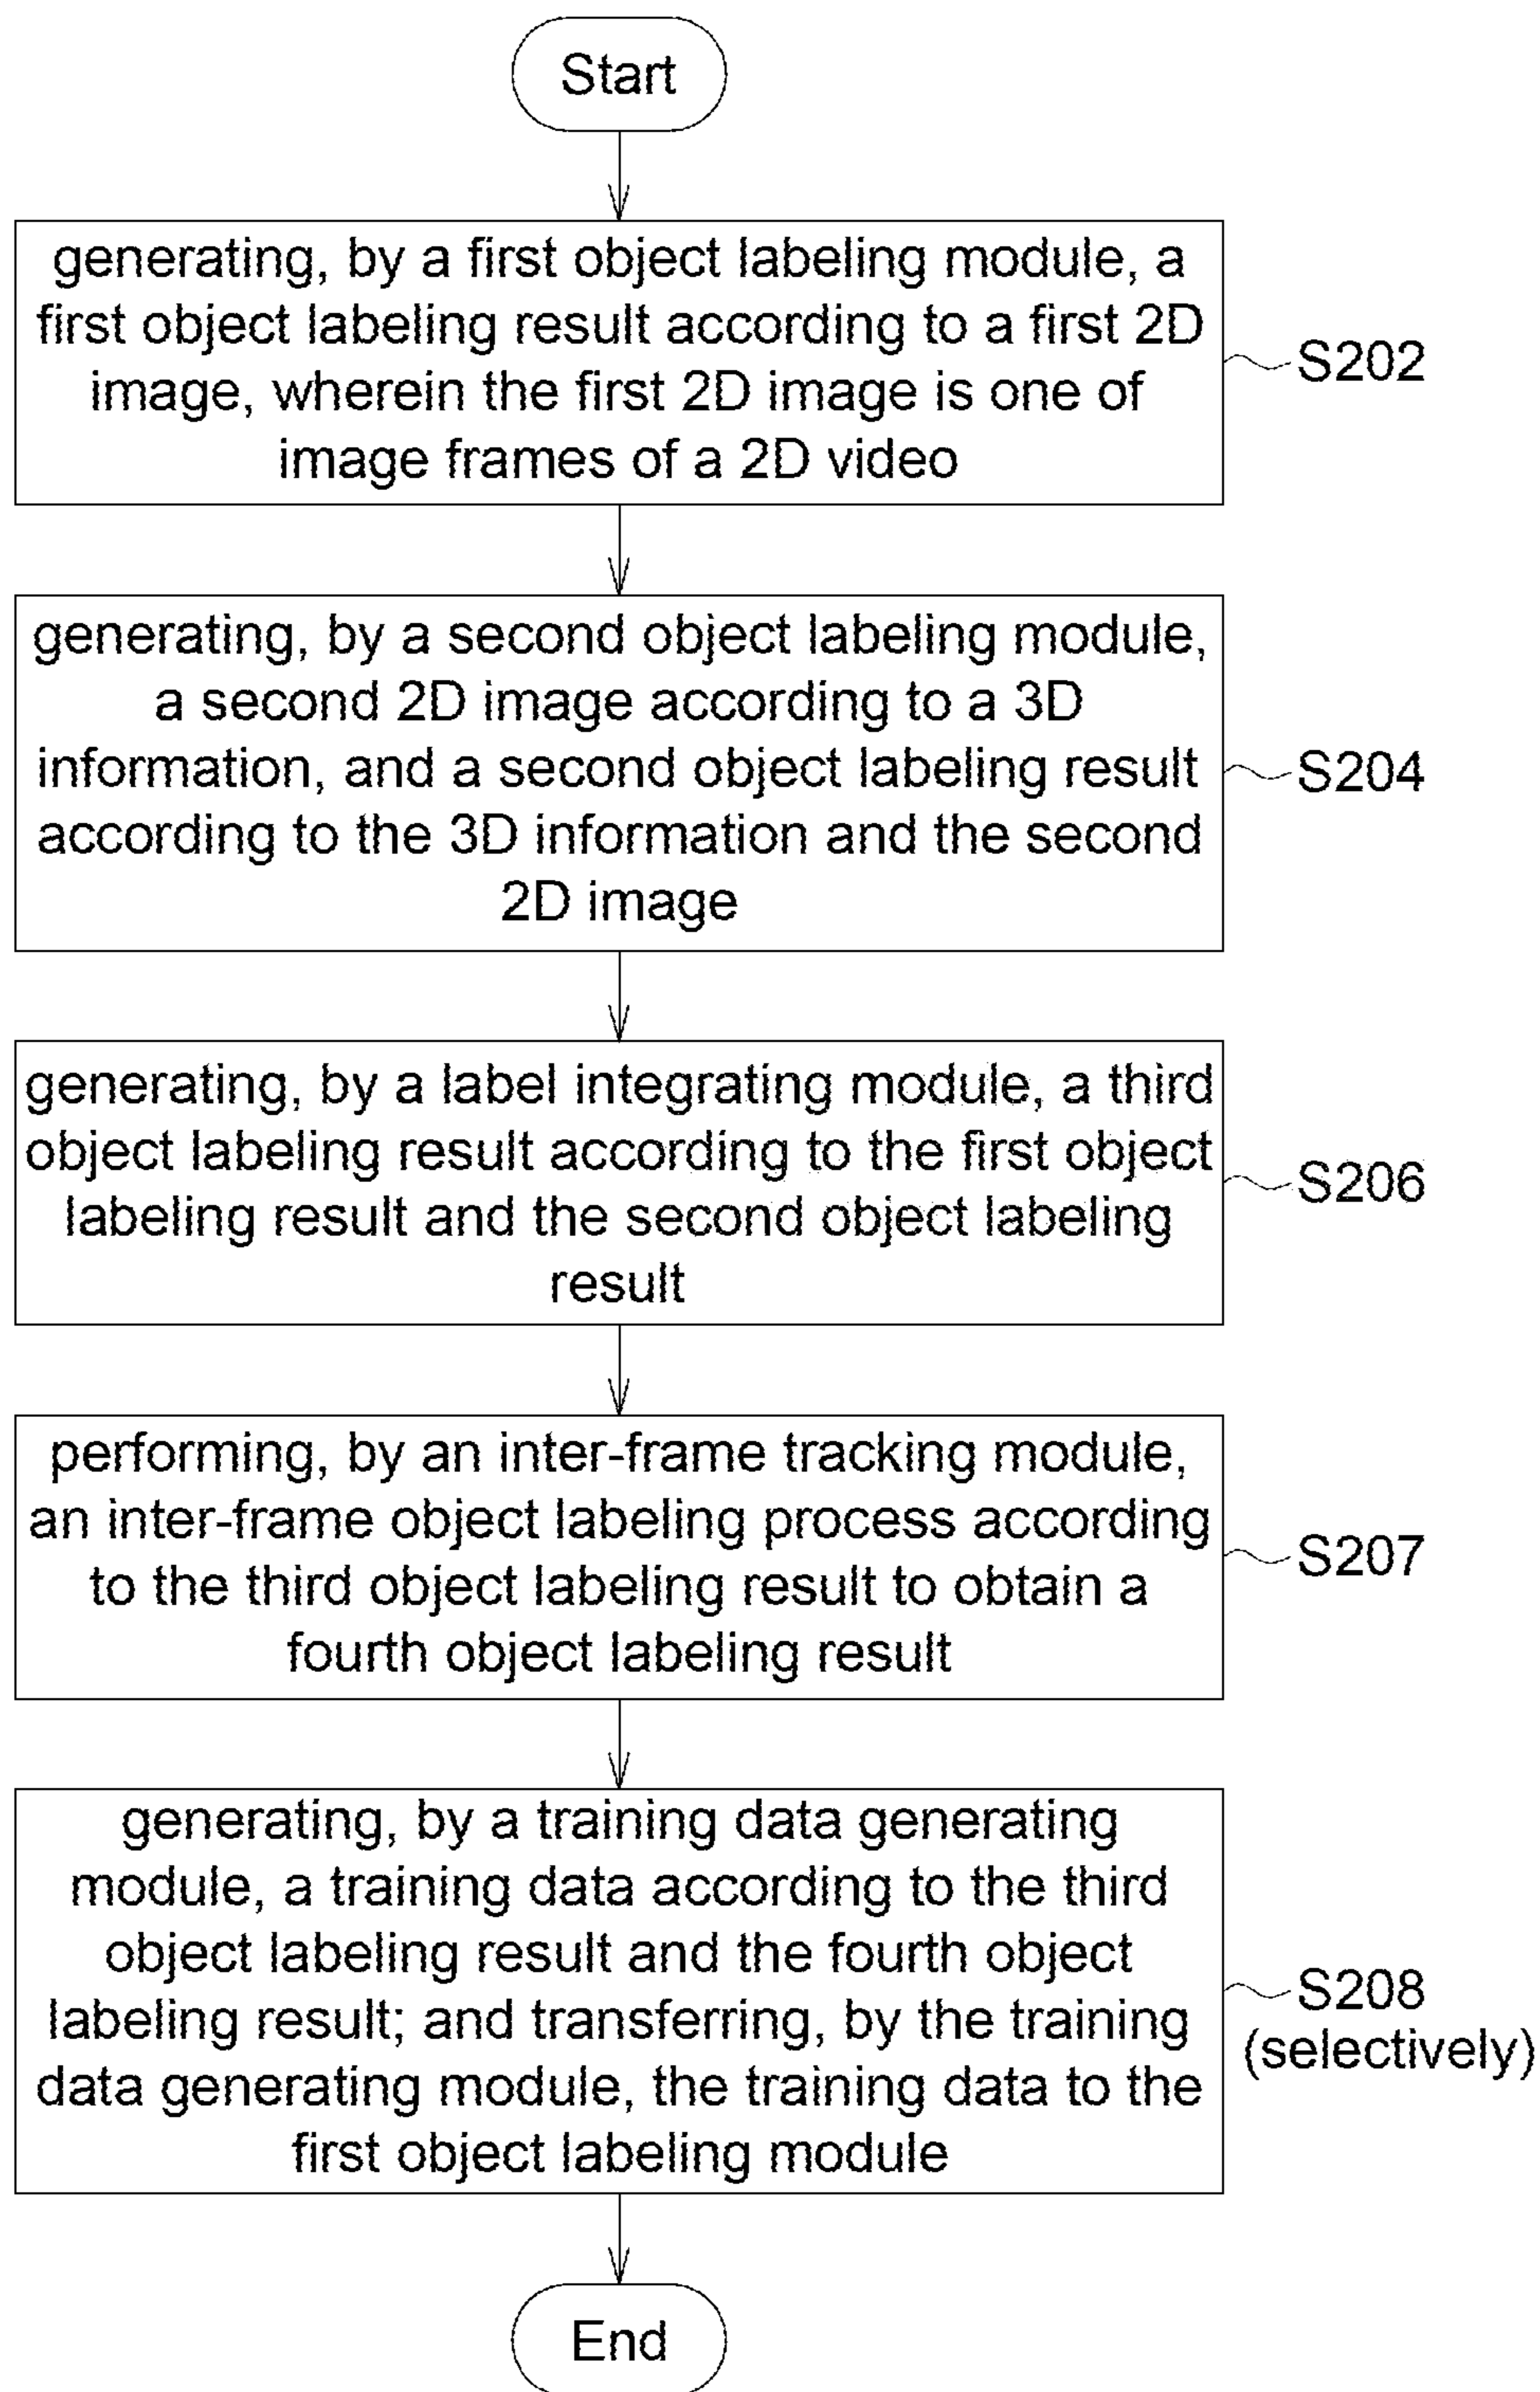 Start
generating, by a first object labeling module, a
first object labeling result according to a first 2D
image, wherein the first 2D image is one of
image frames of a 2D video
S202
generating, by a second object labeling module,
a second 2D image according to a 3D
information, and a second object labeling result
according to the 3D information and the second
2D image
S204
generating, by a label integrating module, a third
object labeling result according to the first object
labeling result and the second object labeling
result
S206
performing, by an inter-frame tracking module,
an inter-frame object labeling process according
to the third object labeling result to obtain a
fourth object labeling result
S207
generating, by a training data generating
module, a training data according to the third
object labeling result and the fourth object
labeling result; and transferring, by the training
data generating module, the training data to the
first object labeling module
S208
(selectively)
End